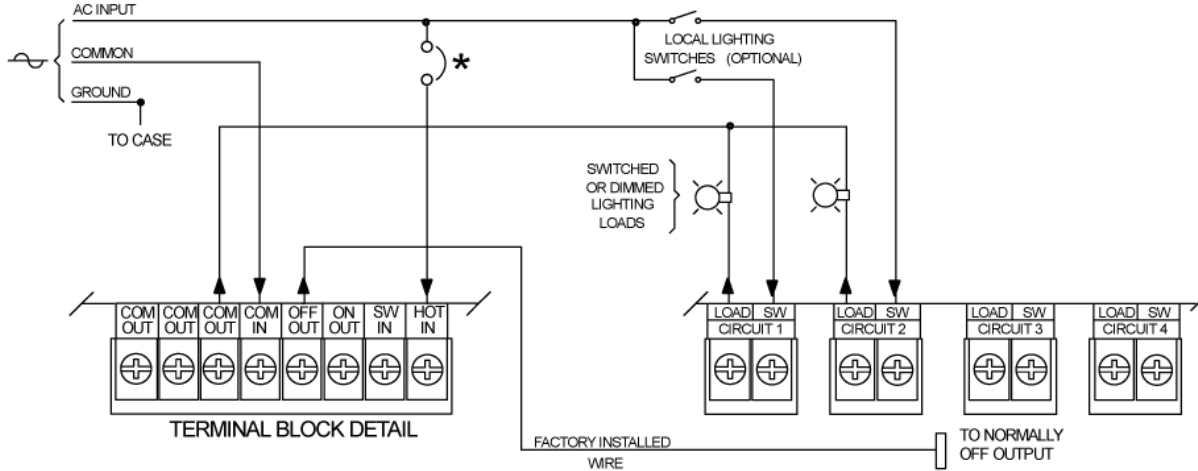 AC INPUT
COMMON
GROUND
TO CASE
*
LOCAL LIGHTING
SWITCHES (OPTIONAL)
SWITCHED
OR DIMMED
LIGHTING
LOADS
COM OUT
COM OUT
COM OUT
COM IN
OFF OUT
ON OUT
SW IN
HOT IN
TERMINAL BLOCK DETAIL
LOAD SW
CIRCUIT 1
LOAD SW
CIRCUIT 2
LOAD SW
CIRCUIT 3
LOAD SW
CIRCUIT 4
FACTORY INSTALLED
WIRE
TO NORMALLY
OFF OUTPUT